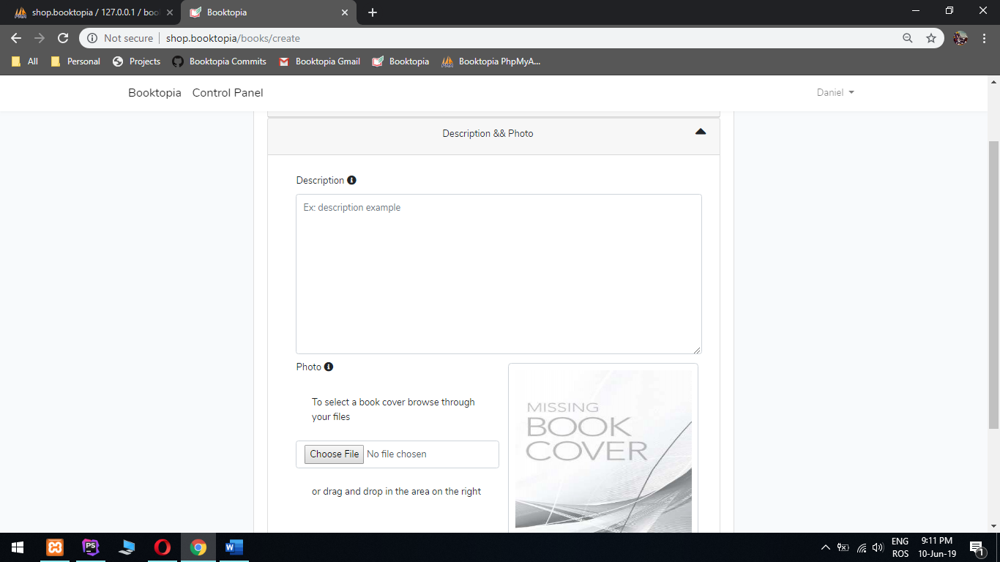 shop.booktopia / 127.0.0.1 / boo
Booktopia
Not secure
shop.booktopia/books/create
All
Personal
Projects
Booktopia Commits
Booktopia Gmail
Booktopia
Booktopia PhpMyA...
Booktopia
Control Panel
Daniel
Description && Photo
Description
Ex: description example
Photo
To select a book cover browse through
your files
Choose File
No file chosen
or drag and drop in the area on the right
MISSING
BOOK
COVER
PS
ENG
ROS
9:11 PM
10-Jun-19
1